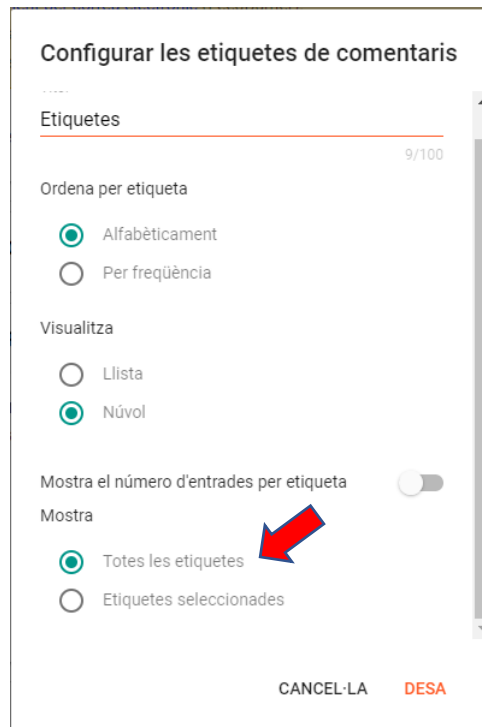 Configurar les etiquetes de comentaris
Etiquetes
9/100
Ordena per etiqueta
Alfabèticament
Per freqüència
Visualitza
Llista
Núvol
Mostra el número d'entrades per etiqueta
Mostra
Totes les etiquetes
Etiquetes seleccionades
CANCEL·LA DESA